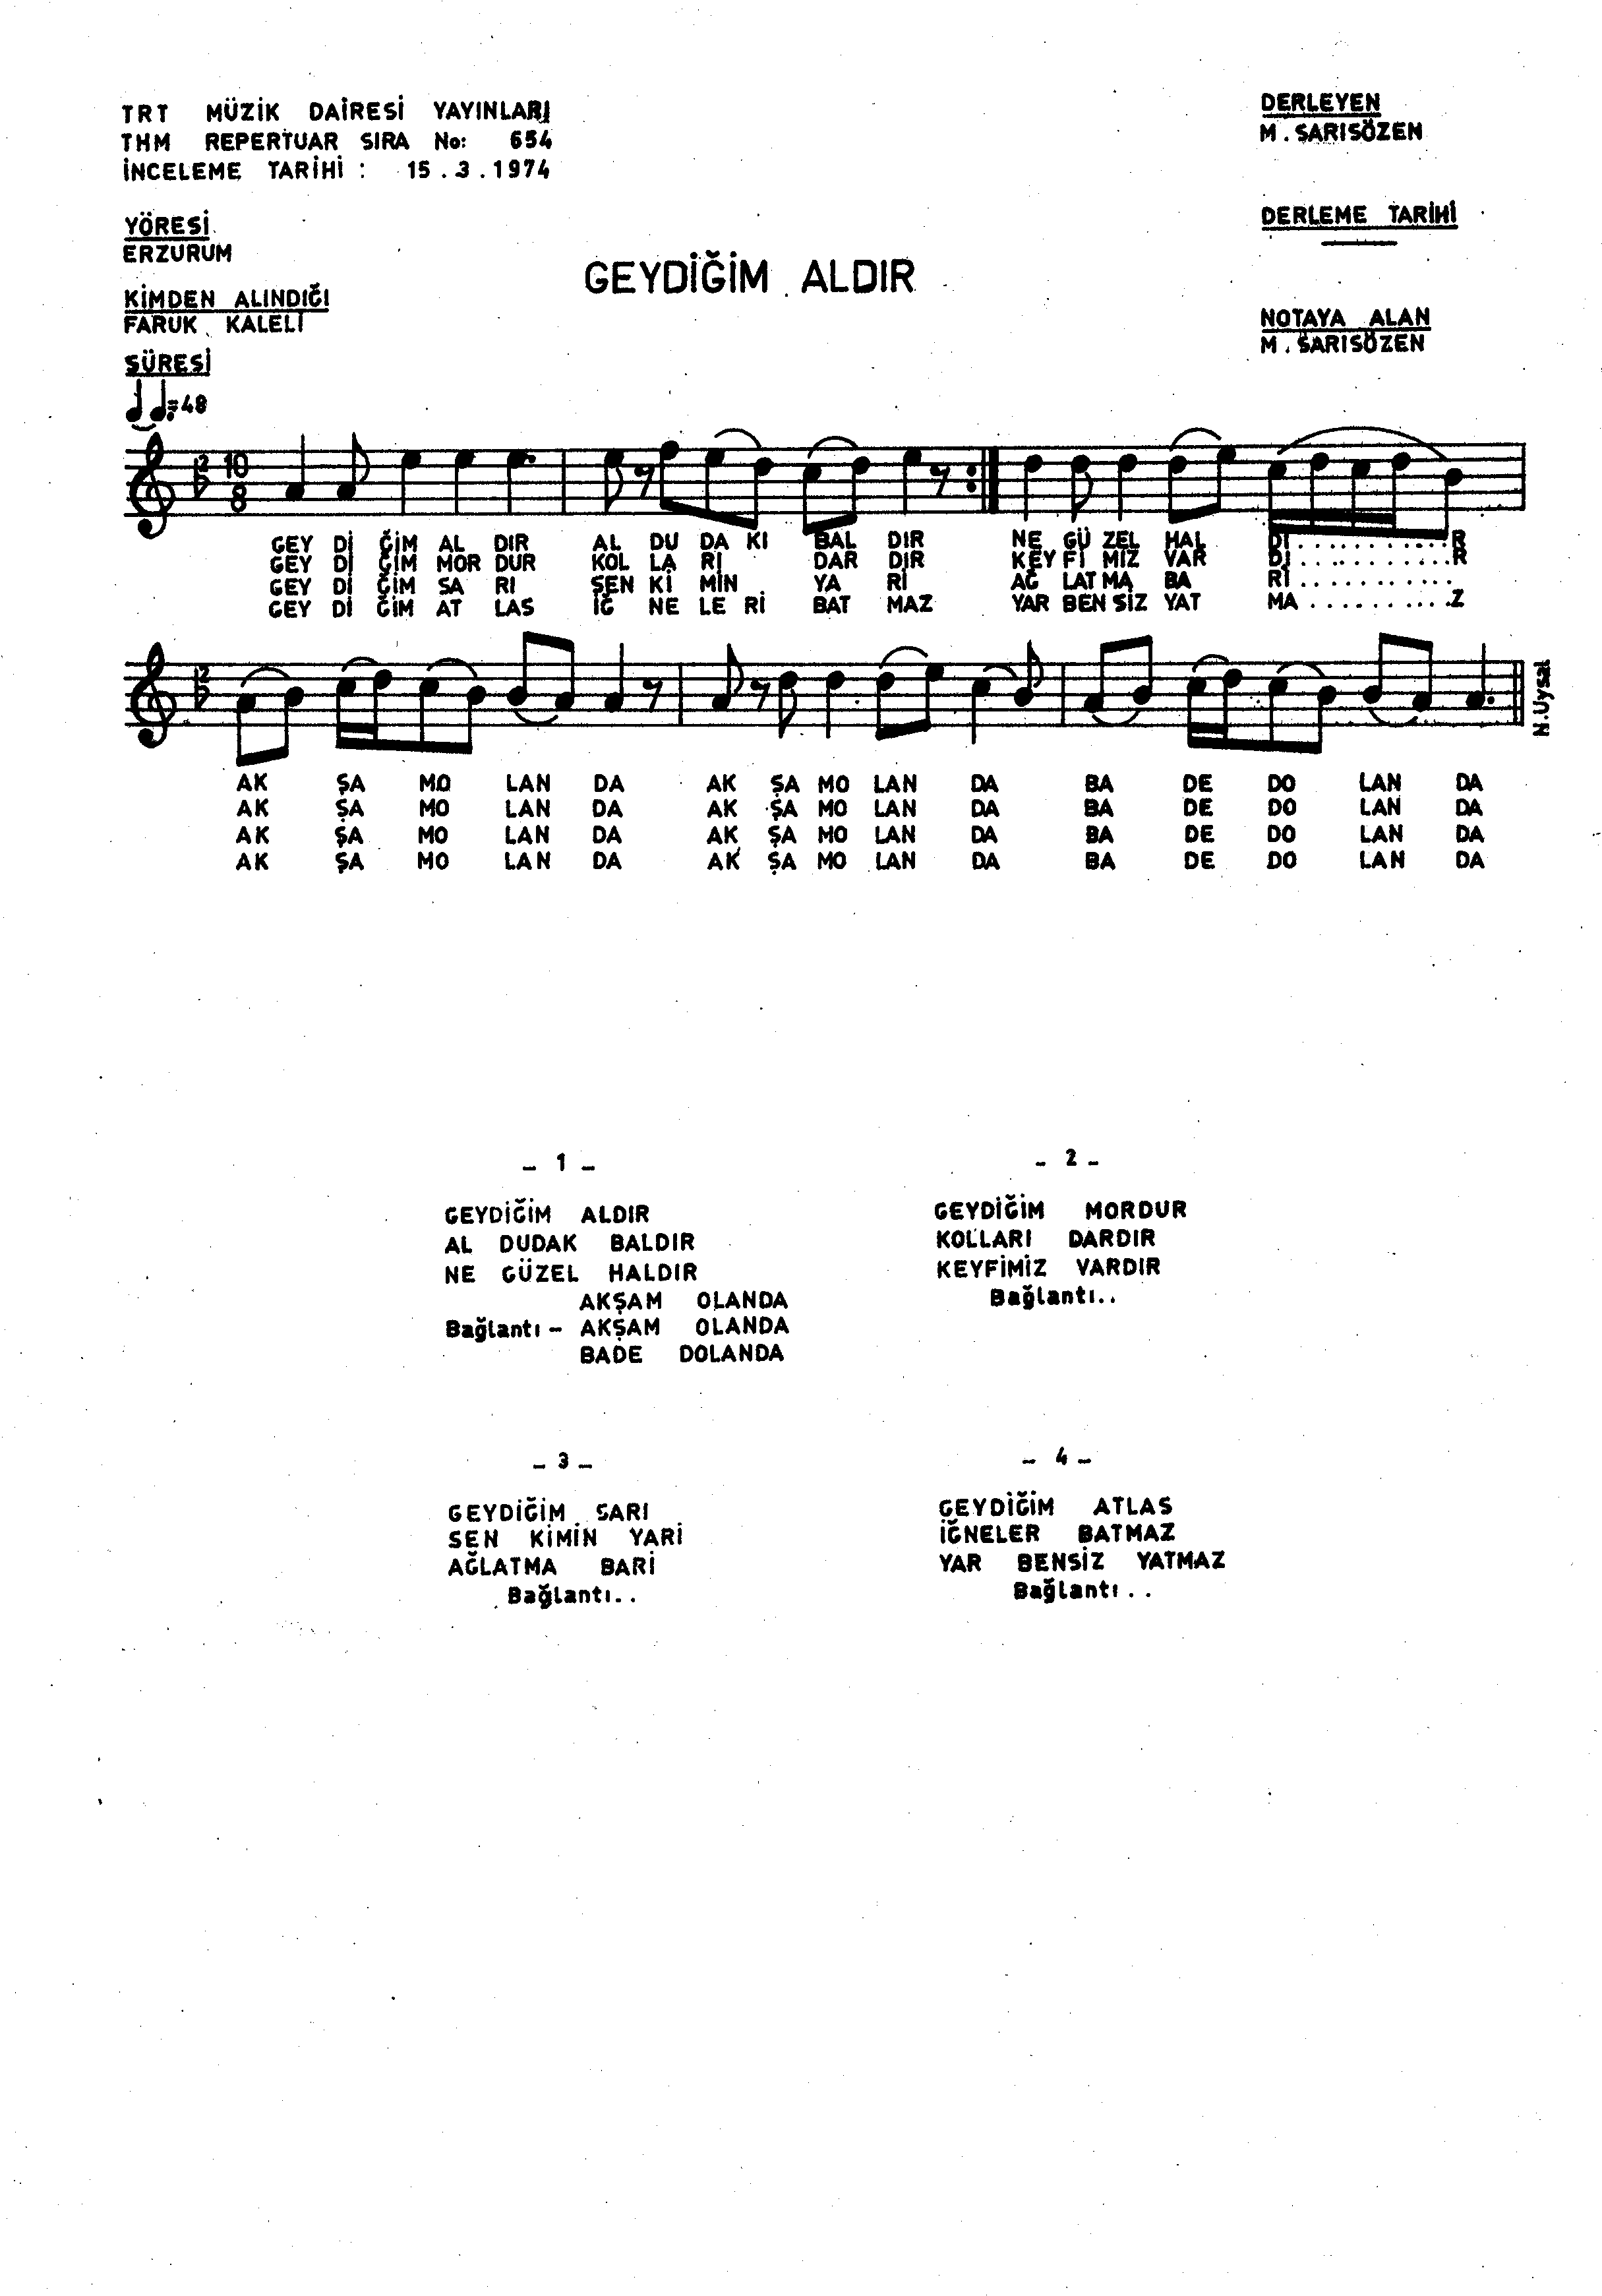 TRT MÜZİK DAİRESİ YAYINLARI
THM REPERTUAR SIRA No: 654
İNCELEME TARİHİ : 15.3.1974
DERLEYEN
M. SARISÖZEN
YÖRESİ
ERZURUM
DERLEME TARİHİ
GEYDİĞİM ALDIR
KİMDEN ALINDIĞI
FARUK KALELİ
NOTAYA ALAN
M. SARISÖZEN
SÜRESİ
=48
2 10 8
GEY Dİ ĞİM AL DIR AL DU DA KI BAL DIR NE GÜ ZEL HAL DI...........R
GEY Dİ ĞİM MOR DUR KOL LA RI DAR DIR KEY Fİ MİZ VAR DI...........R
GEY Dİ ĞİM SA RI SEN Kİ MİN YA Rİ AĞ LAT MA BA Rİ...........
GEY Dİ ĞİM AT LAS İĞ NE LE Rİ BAT MAZ YAR BEN SİZ YAT MA..........Z
2
N.Uysal
AK ŞA MO LAN DA AK ŞA MO LAN DA BA DE DO LAN DA
AK ŞA MO LAN DA AK ŞA MO LAN DA BA DE DO LAN DA
AK ŞA MO LAN DA AK ŞA MO LAN DA BA DE DO LAN DA
AK ŞA MO LAN DA AK ŞA MO LAN DA BA DE DO LAN DA
– 1 –
GEYDİĞİM ALDIR
AL DUDAK BALDIR
NE GÜZEL HALDIR
AKŞAM OLANDA
Bağlantı – AKŞAM OLANDA
BADE DOLANDA
– 2 –
GEYDİĞİM MORDUR
KOLLARI DARDIR
KEYFİMİZ VARDIR
Bağlantı..
– 3 –
GEYDİĞİM SARI
SEN KİMİN YARİ
AĞLATMA BARİ
Bağlantı..
– 4 –
GEYDİĞİM ATLAS
İĞNELER BATMAZ
YAR BENSİZ YATMAZ
Bağlantı..